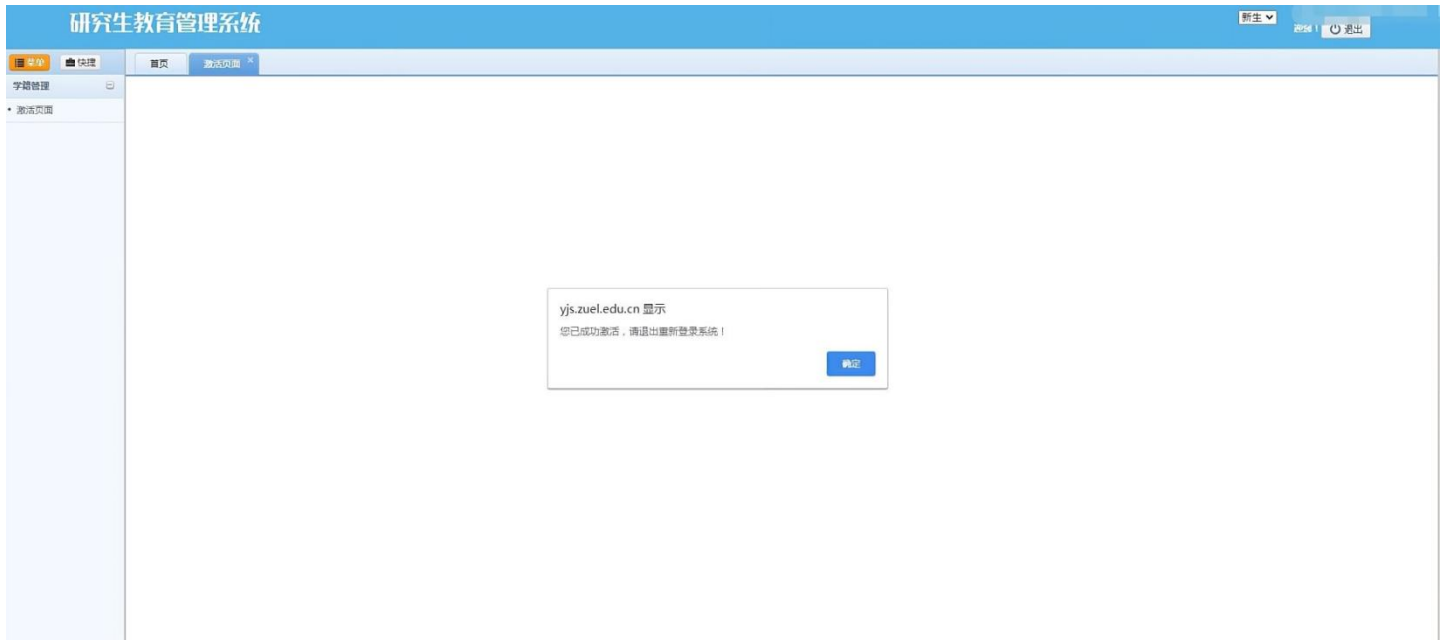 研究生教育管理系统
新生
退出
菜单
快理
首页
激活页面
学籍管理
激活页面
yjs.zuel.edu.cn 显示
您已成功激活，请退出重新登录系统！
确定